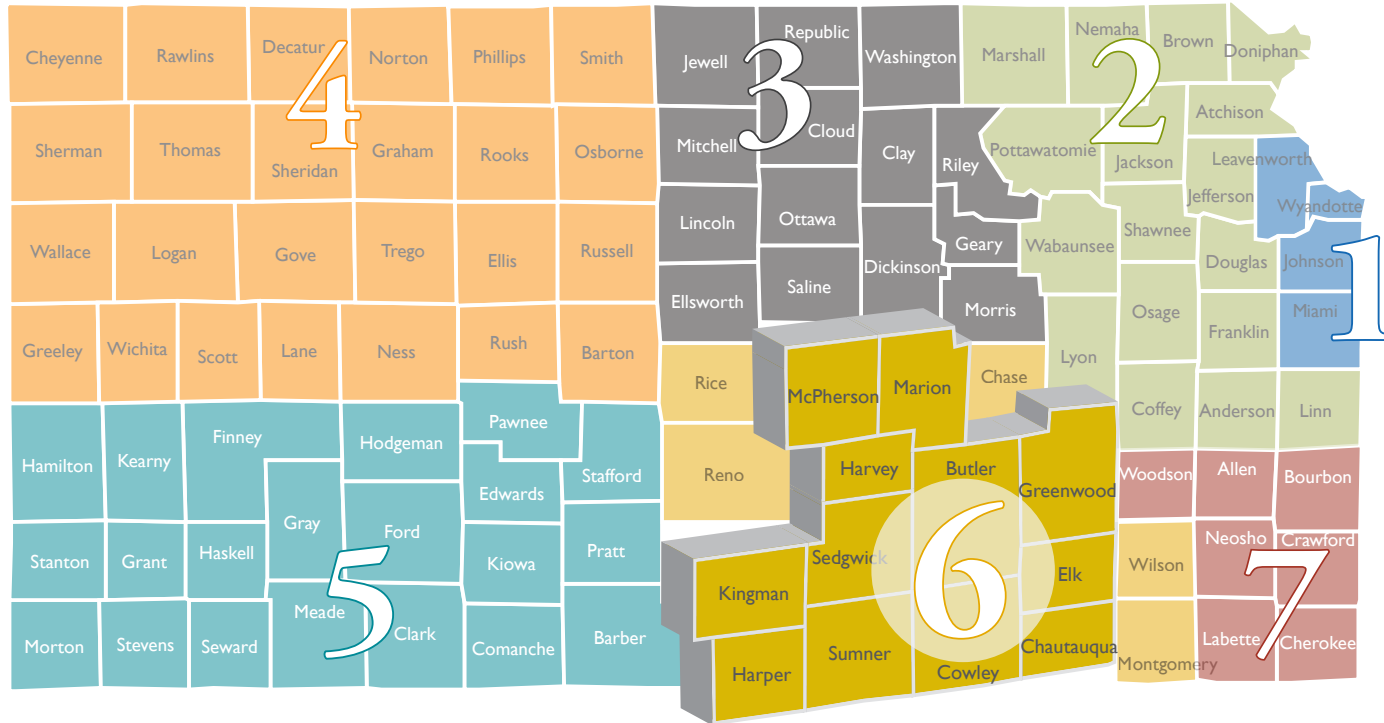 Cheyenne
Rawlins
Decatur
Norton
Phillips
Smith
Jewell
Republic
Washington
Marshall
Nemaha
Brown
Doniphan
4
3
2
Sherman
Thomas
Sheridan
Graham
Rooks
Osborne
Mitchell
Cloud
Clay
Riley
Pottawatomie
Jackson
Atchison
Jefferson
Leavenworth
Wyandotte
Wallace
Logan
Gove
Trego
Ellis
Russell
Lincoln
Ottawa
Dickinson
Geary
Wabaunsee
Shawnee
Douglas
Johnson
1
Greeley
Wichita
Scott
Lane
Ness
Rush
Barton
Ellsworth
Saline
Morris
Lyon
Osage
Franklin
Miami
Rice
McPherson
Marion
Chase
Coffey
Anderson
Linn
Hamilton
Kearny
Finney
Hodgeman
Pawnee
Edwards
Stafford
Reno
Harvey
Butler
Greenwood
Woodson
Allen
Bourbon
Stanton
Grant
Haskell
Gray
Ford
Kiowa
Pratt
Kingman
Sedgwick
6
Elk
Wilson
Neosho
Crawford
5
7
Morton
Stevens
Seward
Meade
Clark
Comanche
Barber
Harper
Sumner
Cowley
Chautauqua
Montgomery
Labette
Cherokee